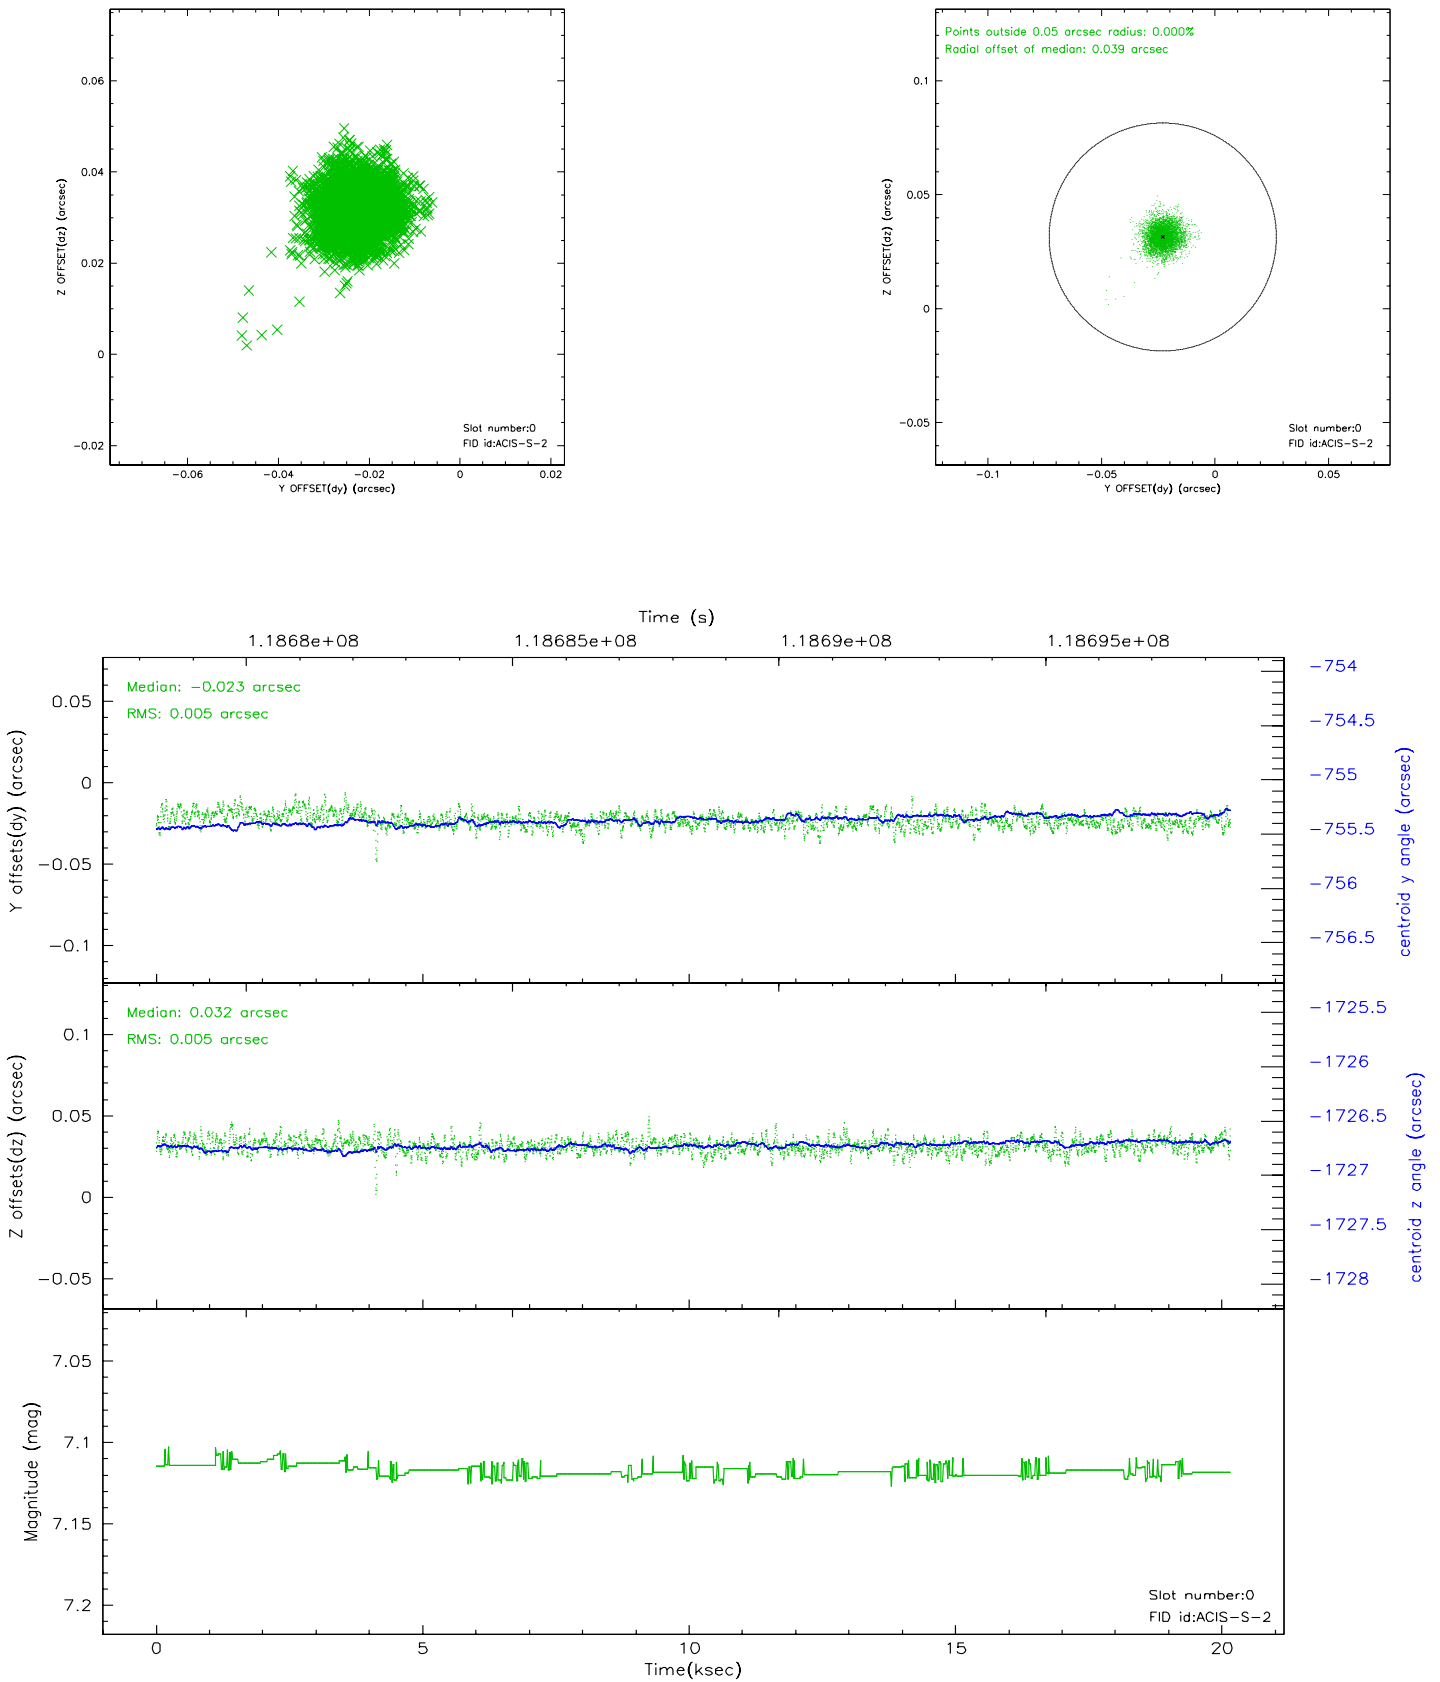 0.06
0.04
0.02
0
−0.02
Z OFFSET(dz) (arcsec)
Slot number:0
FID id:ACIS−S−2
−0.06 −0.04 −0.02 0 0.02
Y OFFSET(dy) (arcsec)
Points outside 0.05 arcsec radius: 0.000%
Radial offset of median: 0.039 arcsec
0.1
0.05
0
−0.05
Z OFFSET(dz) (arcsec)
Slot number:0
FID id:ACIS−S−2
−0.1 −0.05 0 0.05
Y OFFSET(dy) (arcsec)
Time (s)
1.1868e+08 1.18685e+08 1.1869e+08 1.18695e+08
Median: −0.023 arcsec
RMS: 0.005 arcsec
0.05
0
−0.05
−0.1
Y offsets(dy) (arcsec)
−754
−754.5
−755
−755.5
−756
−756.5
centroid y angle (arcsec)
Median: 0.032 arcsec
RMS: 0.005 arcsec
0.1
0.05
0
−0.05
Z offsets(dz) (arcsec)
−1725.5
−1726
−1726.5
−1727
−1727.5
−1728
centroid z angle (arcsec)
7.05
7.1
7.15
7.2
Magnitude (mag)
Slot number:0
FID id:ACIS−S−2
0 5 10 15 20
Time(ksec)